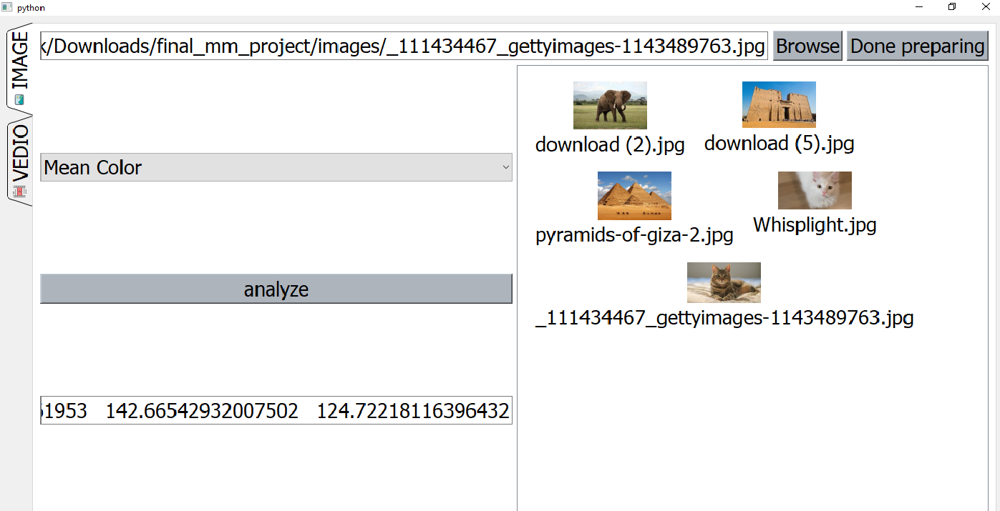 python
IMAGE
VEDIO
/Downloads/final_mm_project/images/_111434467_gettyimages-1143489763.jpg
Browse
Done preparing
Mean Color
analyze
1953 142.66542932007502 124.72218116396432
download (2).jpg
download (5).jpg
pyramids-of-giza-2.jpg
Whisplight.jpg
_111434467_gettyimages-1143489763.jpg